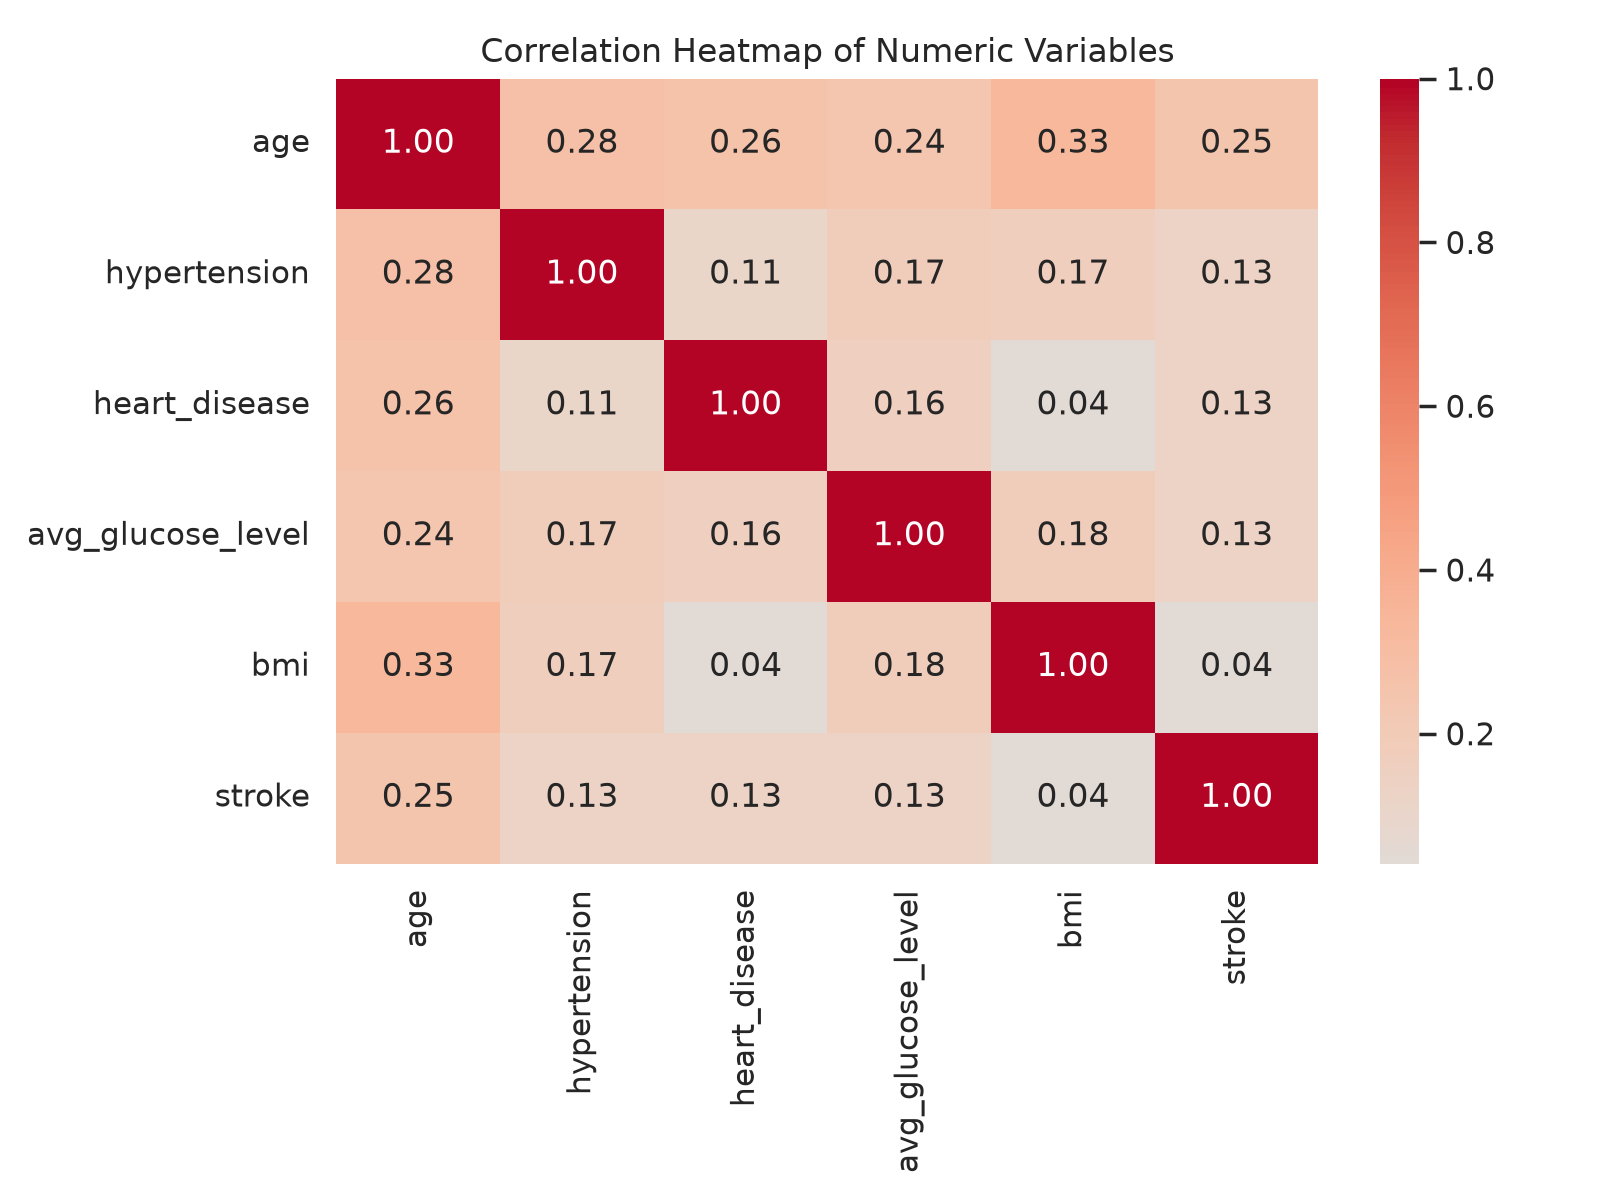 Correlation Heatmap of Numeric Variables
age 1.00 0.28 0.26 0.24 0.33 0.25
hypertension 0.28 1.00 0.11 0.17 0.17 0.13
heart_disease 0.26 0.11 1.00 0.16 0.04 0.13
avg_glucose_level 0.24 0.17 0.16 1.00 0.18 0.13
bmi 0.33 0.17 0.04 0.18 1.00 0.04
stroke 0.25 0.13 0.13 0.13 0.04 1.00
age
hypertension
heart_disease
avg_glucose_level
bmi
stroke
1.0
0.8
0.6
0.4
0.2